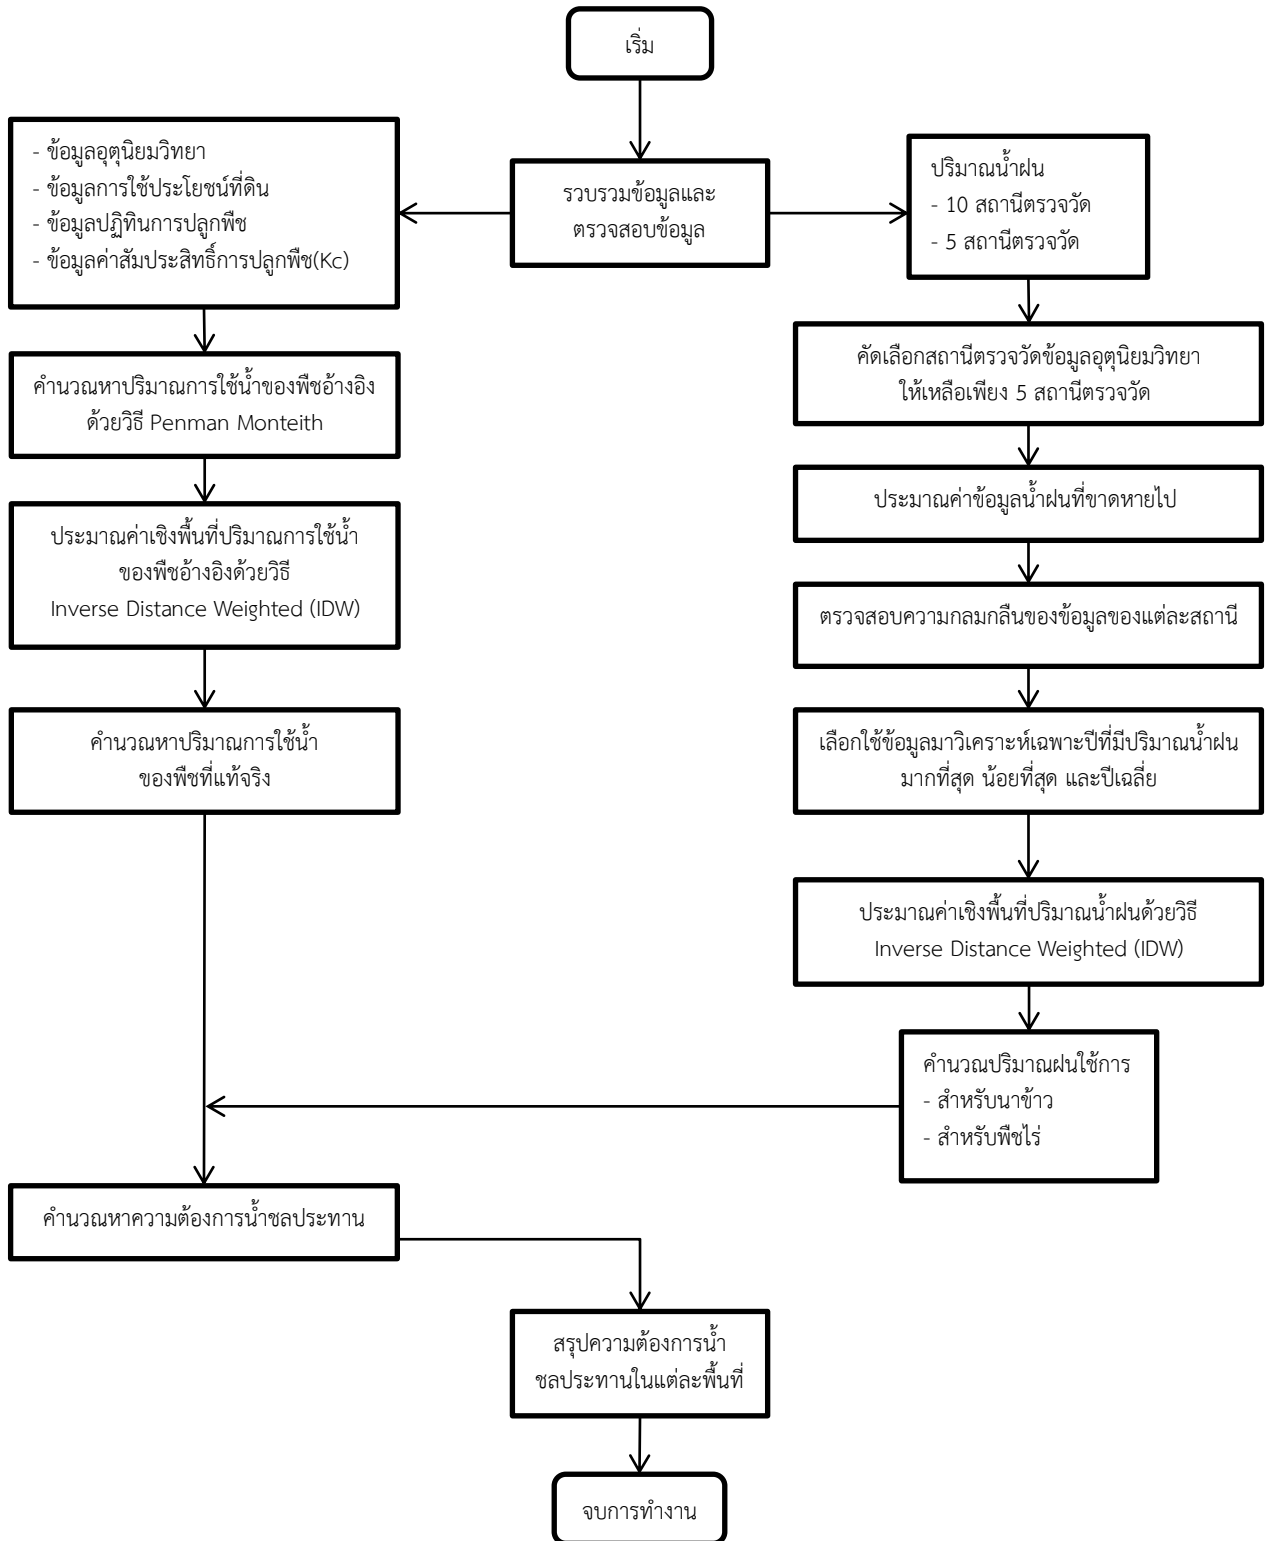 เริ่ม
รวบรวมข้อมูลและ
ตรวจสอบข้อมูล
- ข้อมูลอุตุนิยมวิทยา
- ข้อมูลการใช้ประโยชน์ที่ดิน
- ข้อมูลปฏิทินการปลูกพืช
- ข้อมูลค่าสัมประสิทธิ์การปลูกพืช(Kc)
คำนวณหาปริมาณการใช้น้ำของพืชอ้างอิง
ด้วยวิธี Penman Monteith
ประมาณค่าเชิงพื้นที่ปริมาณการใช้น้ำ
ของพืชอ้างอิงด้วยวิธี
Inverse Distance Weighted (IDW)
คำนวณหาปริมาณการใช้น้ำ
ของพืชที่แท้จริง
ปริมาณน้ำฝน
- 10 สถานีตรวจวัด
- 5 สถานีตรวจวัด
คัดเลือกสถานีตรวจวัดข้อมูลอุตุนิยมวิทยา
ให้เหลือเพียง 5 สถานีตรวจวัด
ประมาณค่าข้อมูลน้ำฝนที่ขาดหายไป
ตรวจสอบความกลมกลืนของข้อมูลของแต่ละสถานี
เลือกใช้ข้อมูลมาวิเคราะห์เฉพาะปีที่มีปริมาณน้ำฝน
มากที่สุด น้อยที่สุด และปีเฉลี่ย
ประมาณค่าเชิงพื้นที่ปริมาณน้ำฝนด้วยวิธี
Inverse Distance Weighted (IDW)
คำนวณปริมาณฝนใช้การ
- สำหรับนาข้าว
- สำหรับพืชไร่
คำนวณหาความต้องการน้ำชลประทาน
สรุปความต้องการน้ำ
ชลประทานในแต่ละพื้นที่
จบการทำงาน